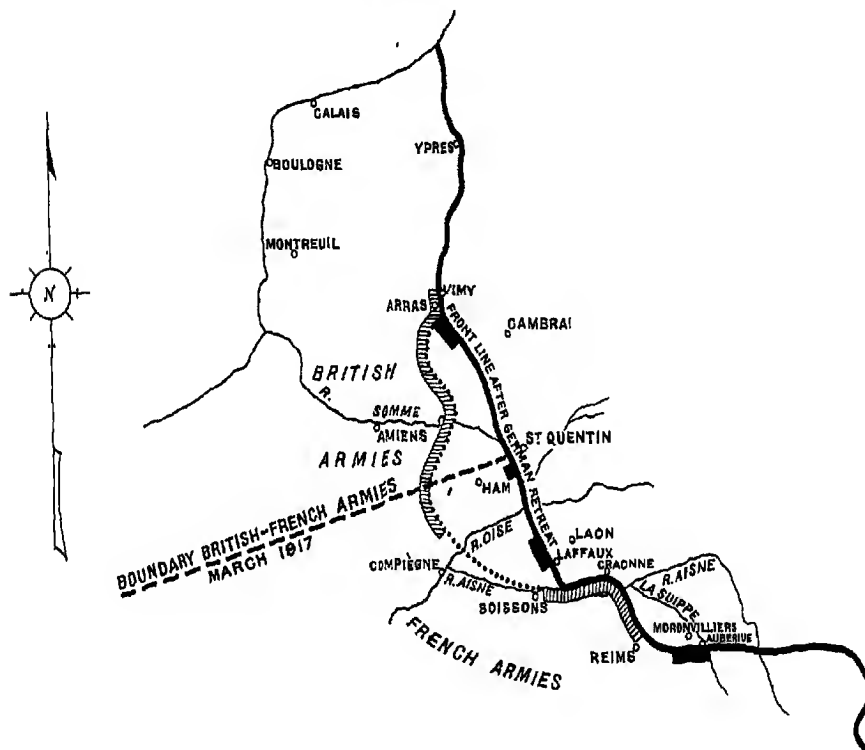 CALAIS
YPRES
BOULOGNE
MONTREUIL
N
VIMY
ARRAS
CAMBRAI
FRONT LINE AFTER GERMAN RETREAT
BRITISH
R.
SOMME
AMIENS
ST QUENTIN
ARMIES
HAM
BOUNDARY BRITISH-FRENCH ARMIES
MARCH 1917
R. OISE
LAON
LAFFAUX
COMPIÈGNE
CRAONNE
R. AISNE
R. AISNE
LA SUIPPE
SOISSONS
MORONVILLIERS
AUBERIVE
REIMS
FRENCH ARMIES